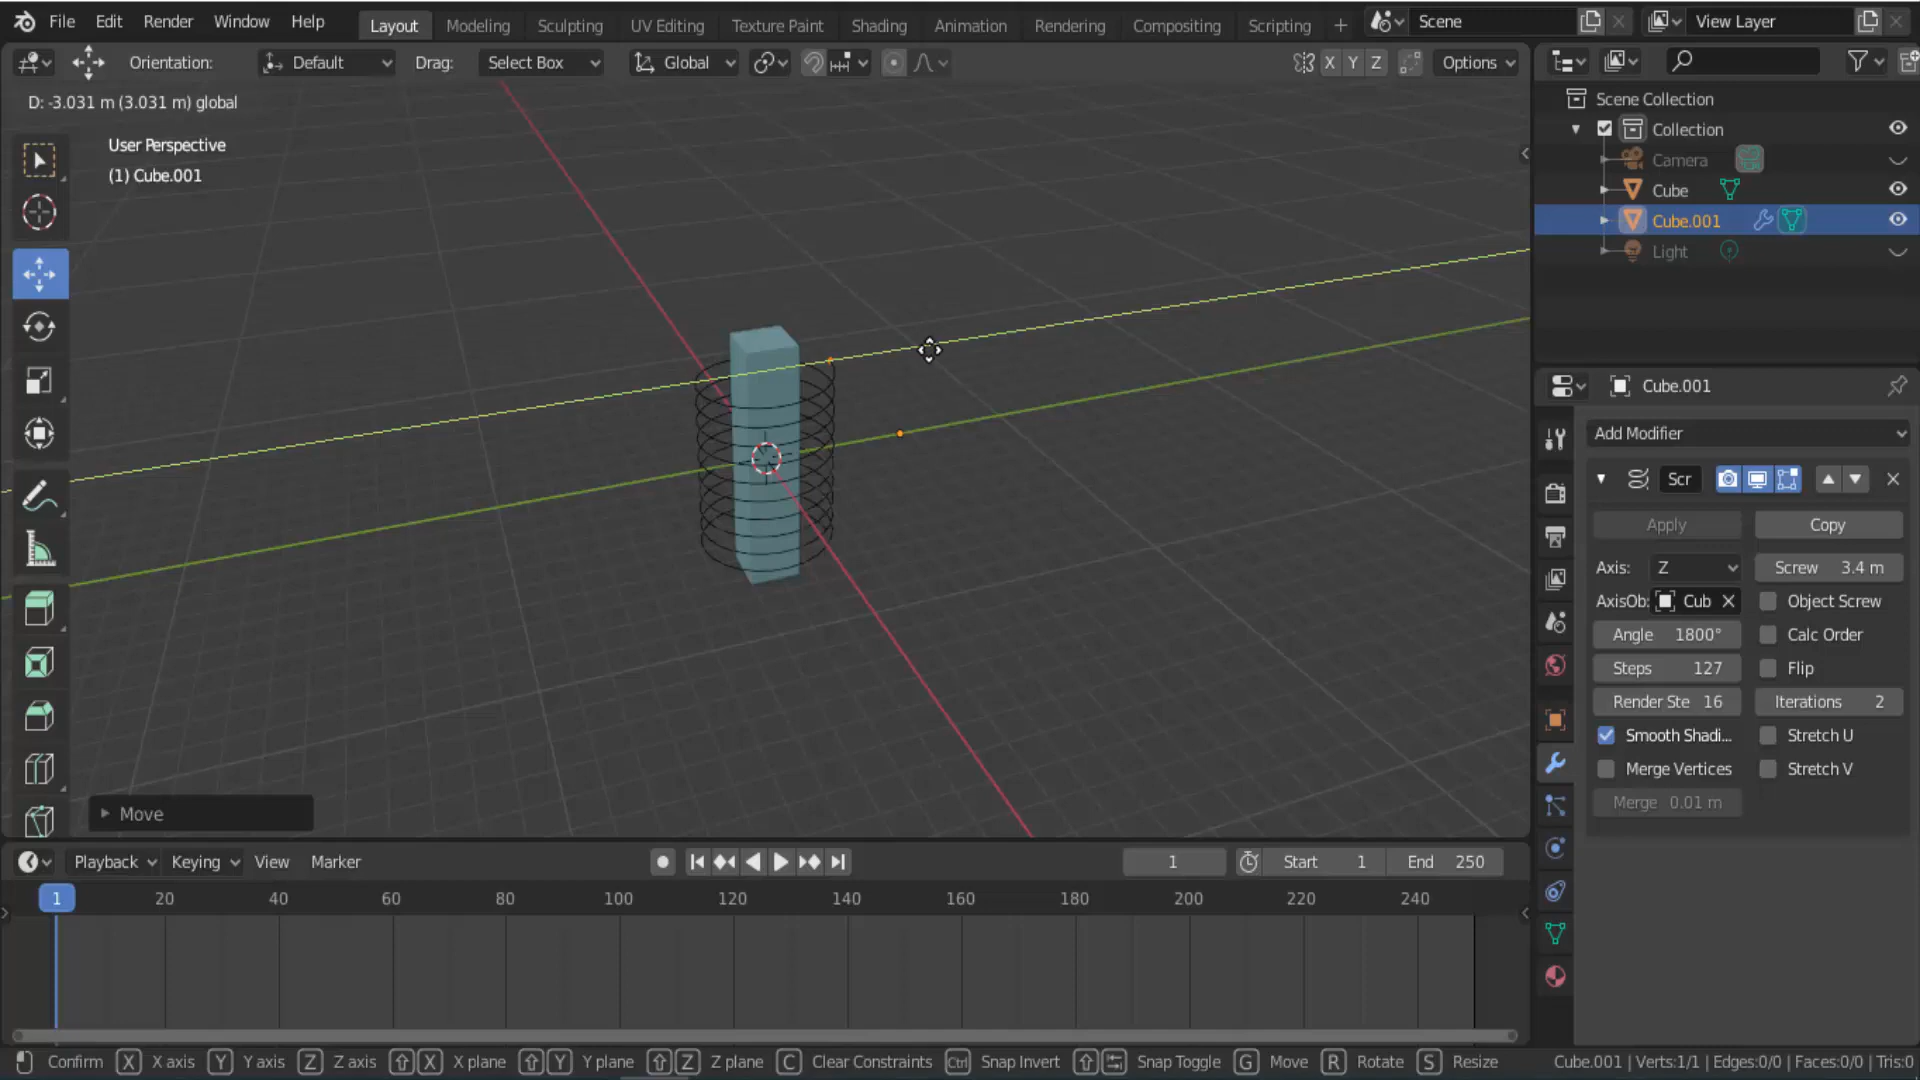 File Edit Render Window Help Layout Modeling Sculpting UV Editing Texture Paint Shading Animation Rendering Compositing Scripting + Scene View Layer
Orientation: Default Drag: Select Box Global X Y Z Options
D: -3.031 m (3.031 m) global
User Perspective
(1) Cube.001
Scene Collection
Collection
Camera
Cube
Cube.001
Light
Cube.001
Add Modifier
Scr
Apply Copy
Axis: Z Screw 3.4 m
AxisOb: Cub Object Screw
Angle 1800° Calc Order
Steps 127 Flip
Render Ste 16 Iterations 2
Smooth Shadi... Stretch U
Merge Vertices Stretch V
Merge 0.01 m
Move
Playback Keying View Marker 1 Start 1 End 250
1 20 40 60 80 100 120 140 160 180 200 220 240
Confirm X X axis Y Y axis Z Z axis X X plane Y Y plane Z Z plane C Clear Constraints Ctrl Snap Invert Snap Toggle G Move R Rotate S Resize Cube.001 | Verts:1/1 | Edges:0/0 | Faces:0/0 | Tris:0